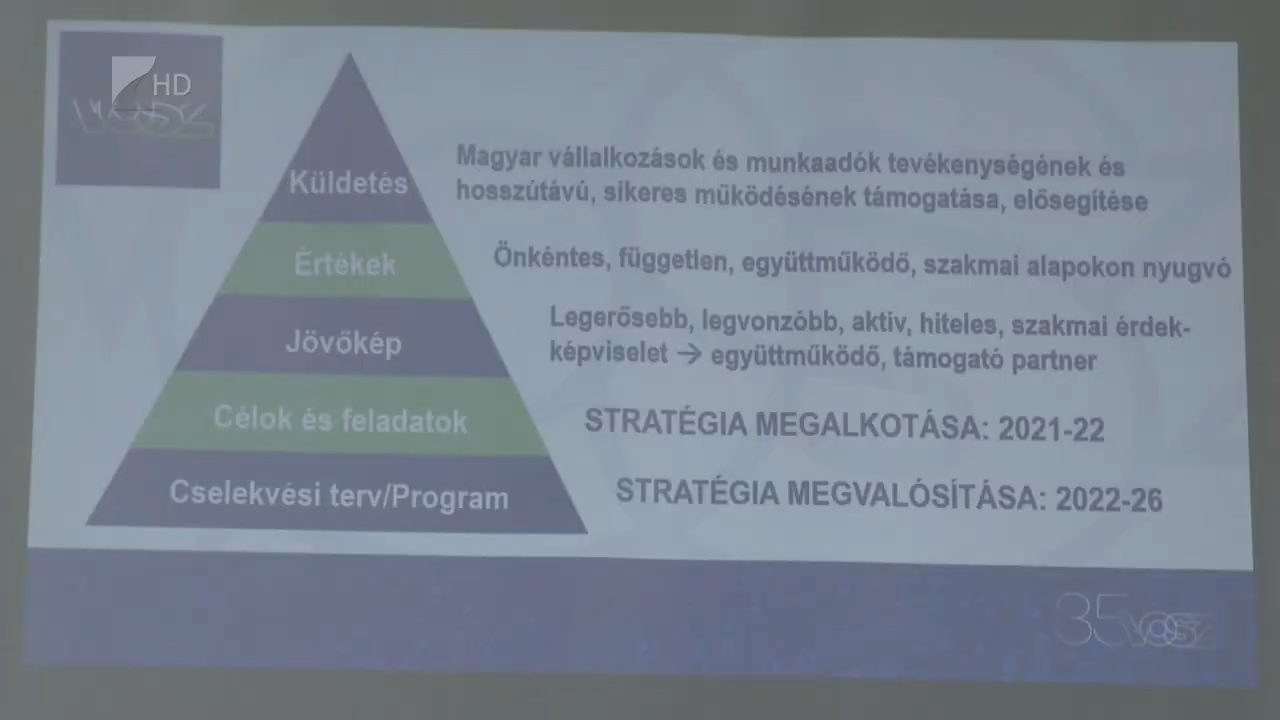 HD
VOSZ
Küldetés
Magyar vállalkozások és munkaadók tevékenységének és
hosszútávú, sikeres működésének támogatása, elősegítése
Értékek
Önkéntes, független, együttműködő, szakmai alapokon nyugvó
Jövőkép
Legerősebb, legvonzóbb, aktív, hiteles, szakmai érdek-
képviselet → együttműködő, támogató partner
Célok és feladatok
STRATÉGIA MEGALKOTÁSA: 2021-22
Cselekvési terv/Program
STRATÉGIA MEGVALÓSÍTÁSA: 2022-26
35 VOSZ